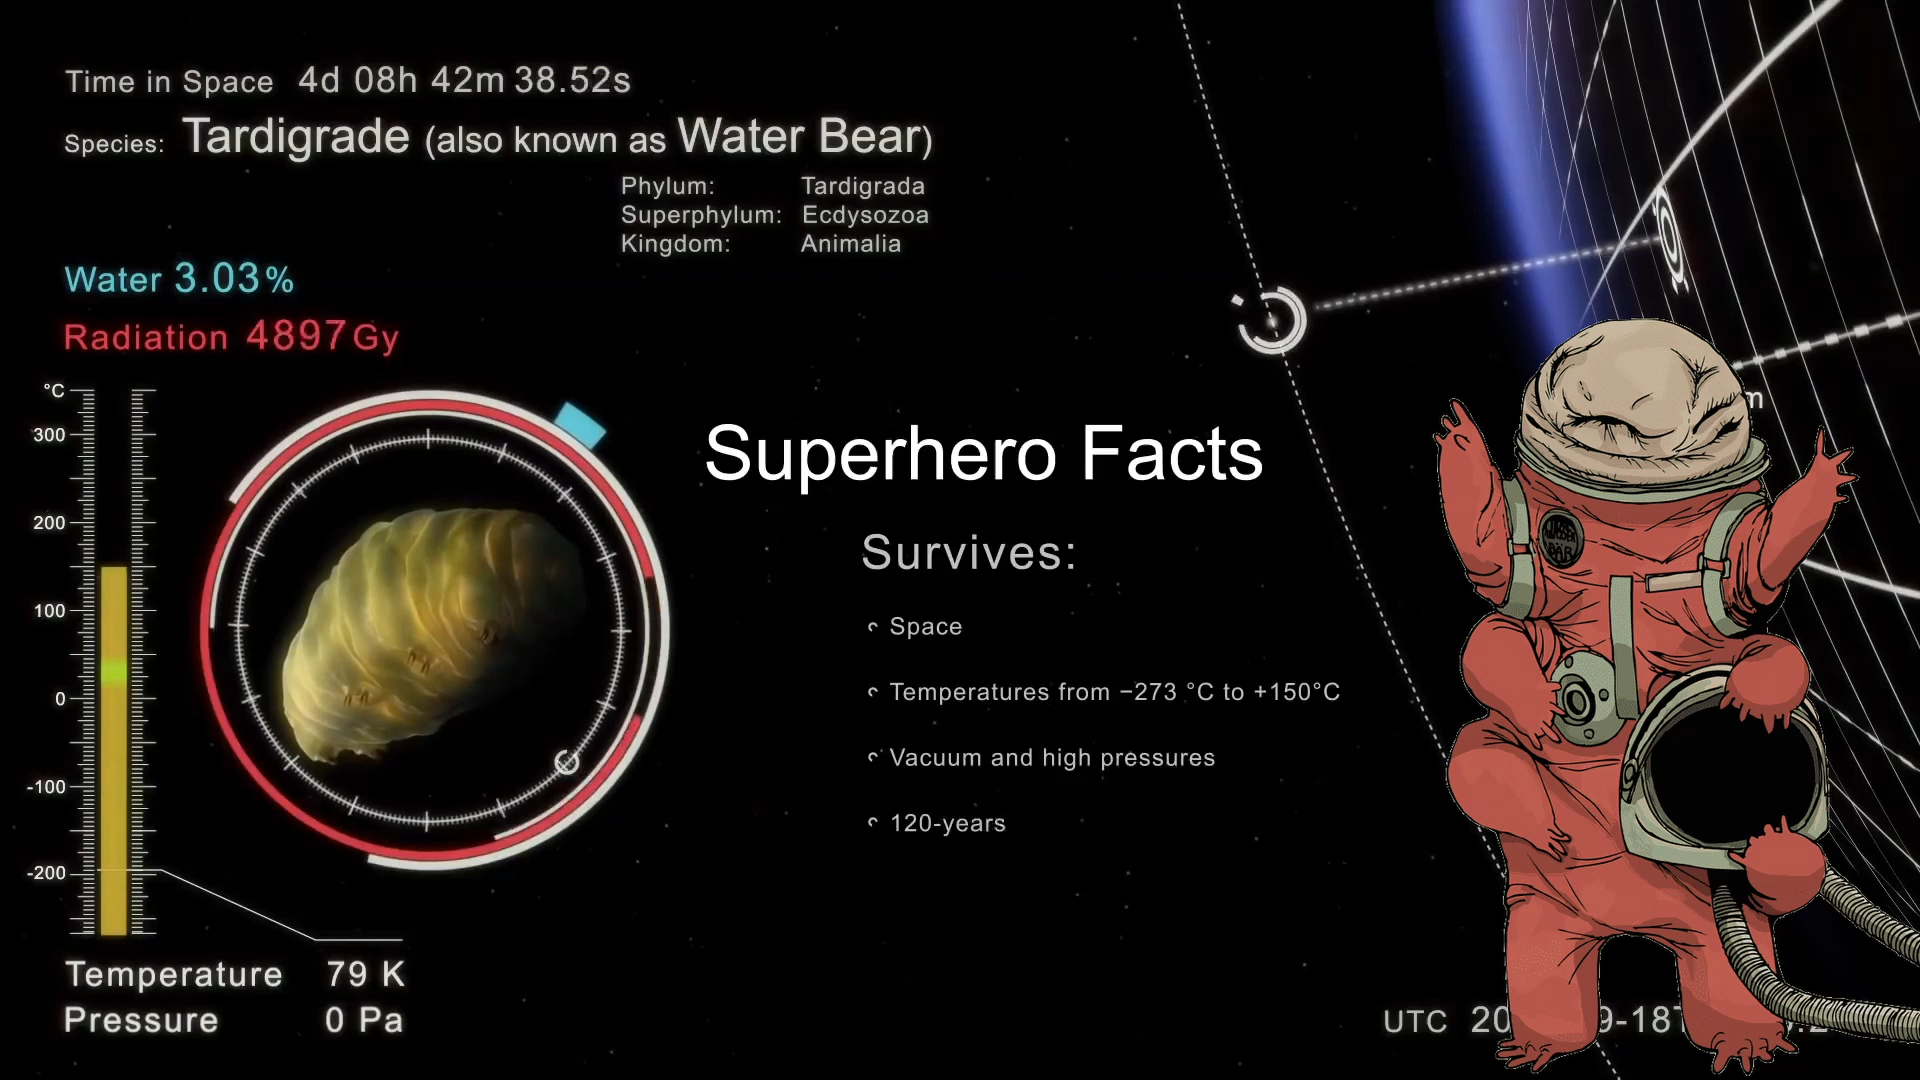 Time in Space 4d 08h 42m 38.52s
Species: Tardigrade (also known as Water Bear)
Phylum: Tardigrada
Superphylum: Ecdysozoa
Kingdom: Animalia
Water 3.03%
Radiation 4897Gy
°C
300
200
100
0
-100
-200
Temperature 79 K
Pressure 0 Pa
Superhero Facts
Survives:
Space
Temperatures from −273 °C to +150°C
Vacuum and high pressures
120-years
m
BÄR
UTC